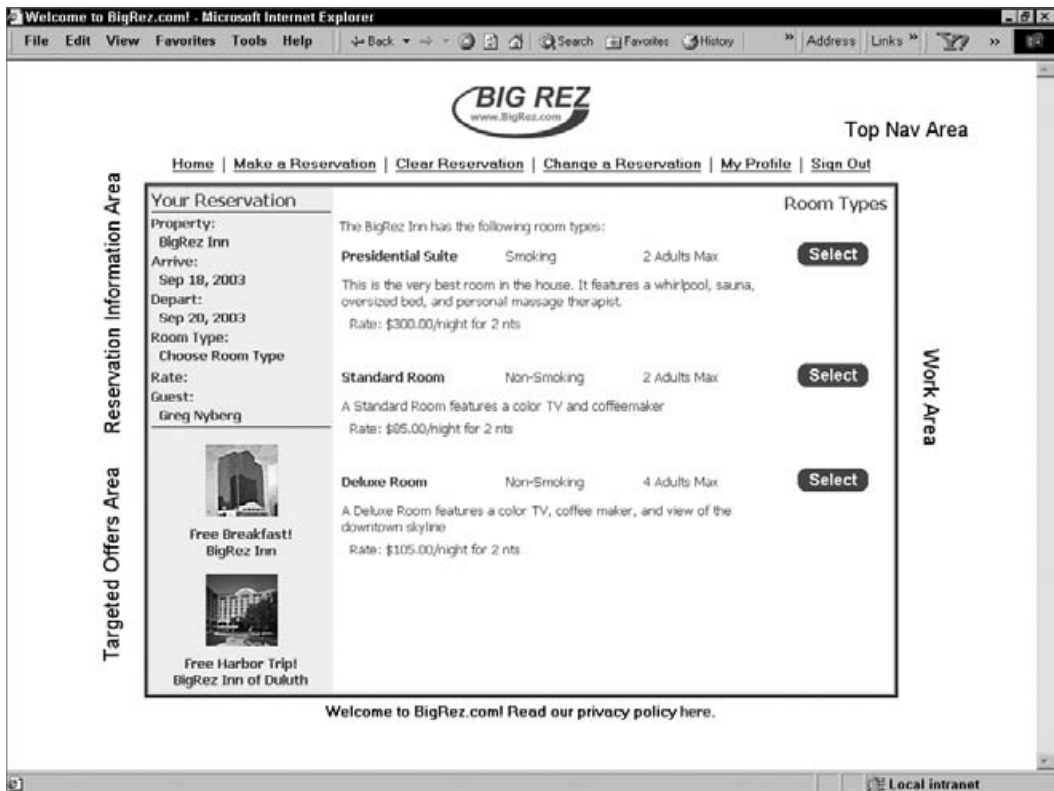 Welcome to BigRez.com! - Microsoft Internet Explorer
File Edit View Favorites Tools Help Back Search Favorites History » Address Links » »
BIG REZ
www.BigRez.com
Top Nav Area
Home | Make a Reservation | Clear Reservation | Change a Reservation | My Profile | Sign Out
Reservation Information Area
Your Reservation
Property:
BigRez Inn
Arrive:
Sep 18, 2003
Depart:
Sep 20, 2003
Room Type:
Choose Room Type
Rate:
Guest:
Greg Nyberg
Targeted Offers Area
Free Breakfast!
BigRez Inn
Free Harbor Trip!
BigRez Inn of Duluth
Room Types
The BigRez Inn has the following room types:
Presidential Suite Smoking 2 Adults Max Select
This is the very best room in the house. It features a whirlpool, sauna,
oversized bed, and personal massage therapist.
Rate: $300.00/night for 2 nts
Standard Room Non-Smoking 2 Adults Max Select
A Standard Room features a color TV and coffeemaker
Rate: $85.00/night for 2 nts
Deluxe Room Non-Smoking 4 Adults Max Select
A Deluxe Room features a color TV, coffee maker, and view of the
downtown skyline
Rate: $105.00/night for 2 nts
Work Area
Welcome to BigRez.com! Read our privacy policy here.
Local intranet